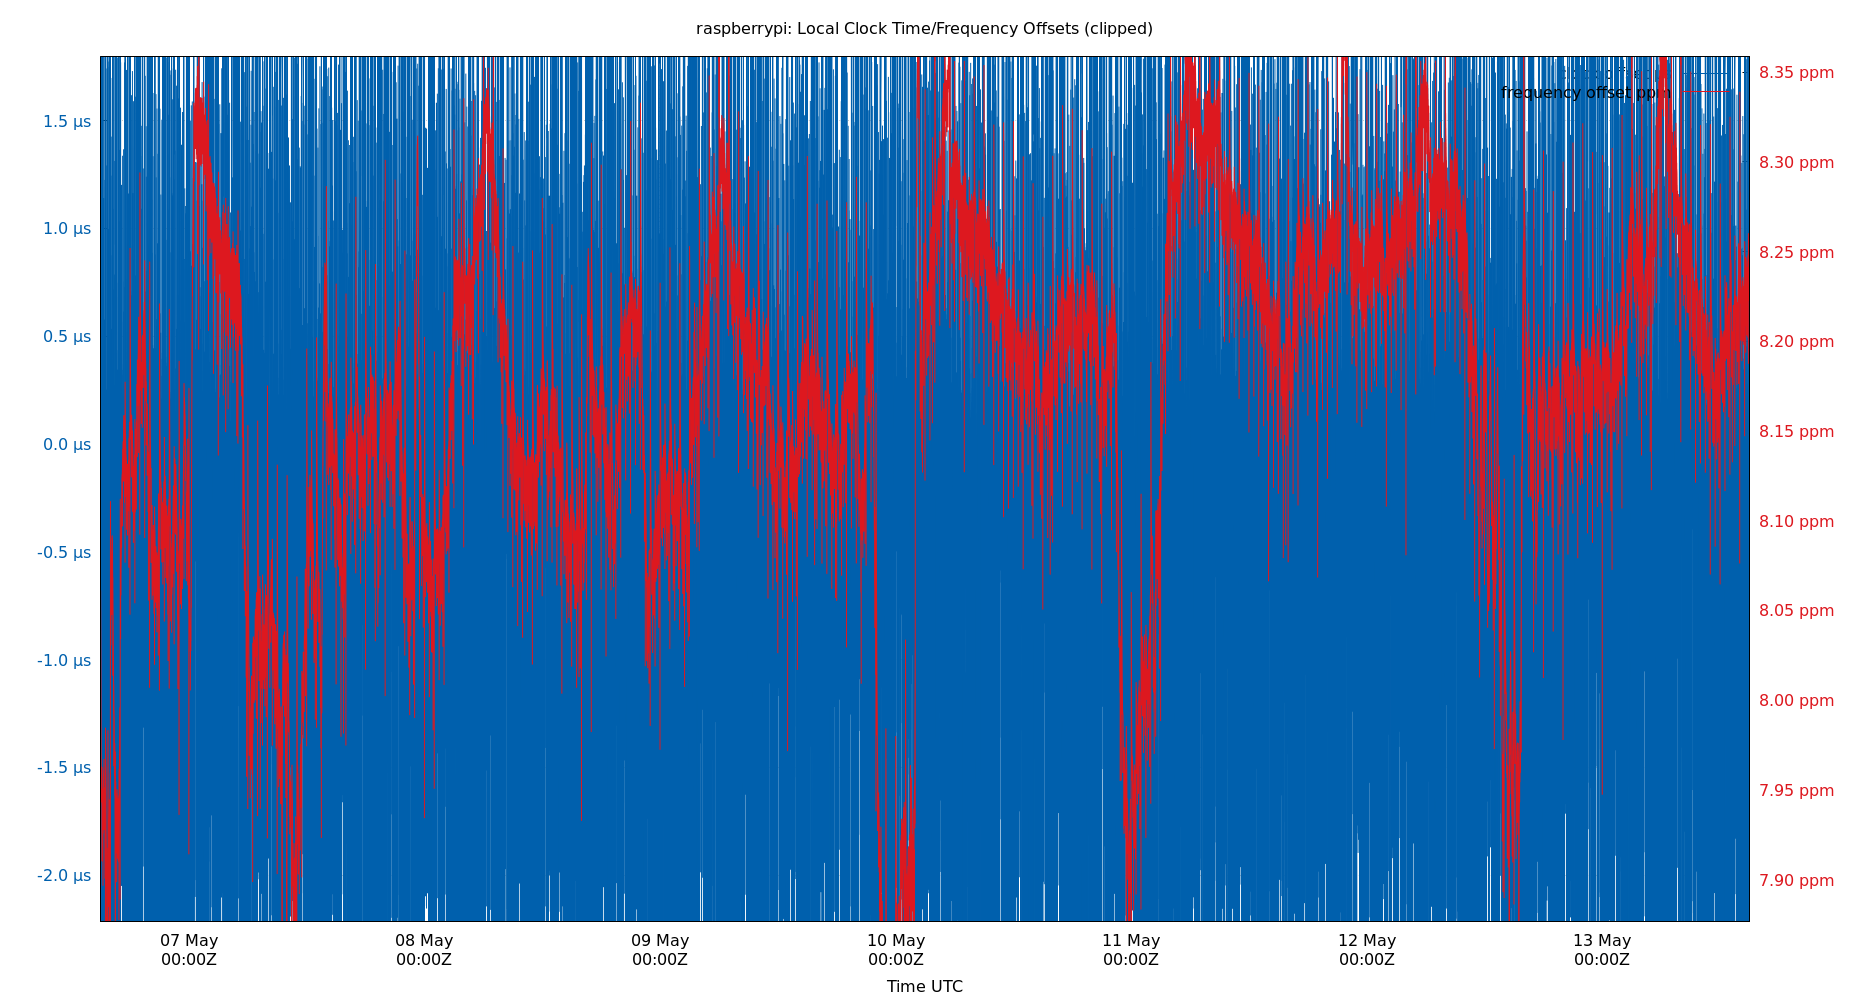 raspberrypi: Local Clock Time/Frequency Offsets (clipped)
frequency offset ppm
1.5 µs
1.0 µs
0.5 µs
0.0 µs
-0.5 µs
-1.0 µs
-1.5 µs
-2.0 µs
8.35 ppm
8.30 ppm
8.25 ppm
8.20 ppm
8.15 ppm
8.10 ppm
8.05 ppm
8.00 ppm
7.95 ppm
7.90 ppm
07 May 08 May 09 May 10 May 11 May 12 May 13 May
00:00Z 00:00Z 00:00Z 00:00Z 00:00Z 00:00Z 00:00Z
Time UTC